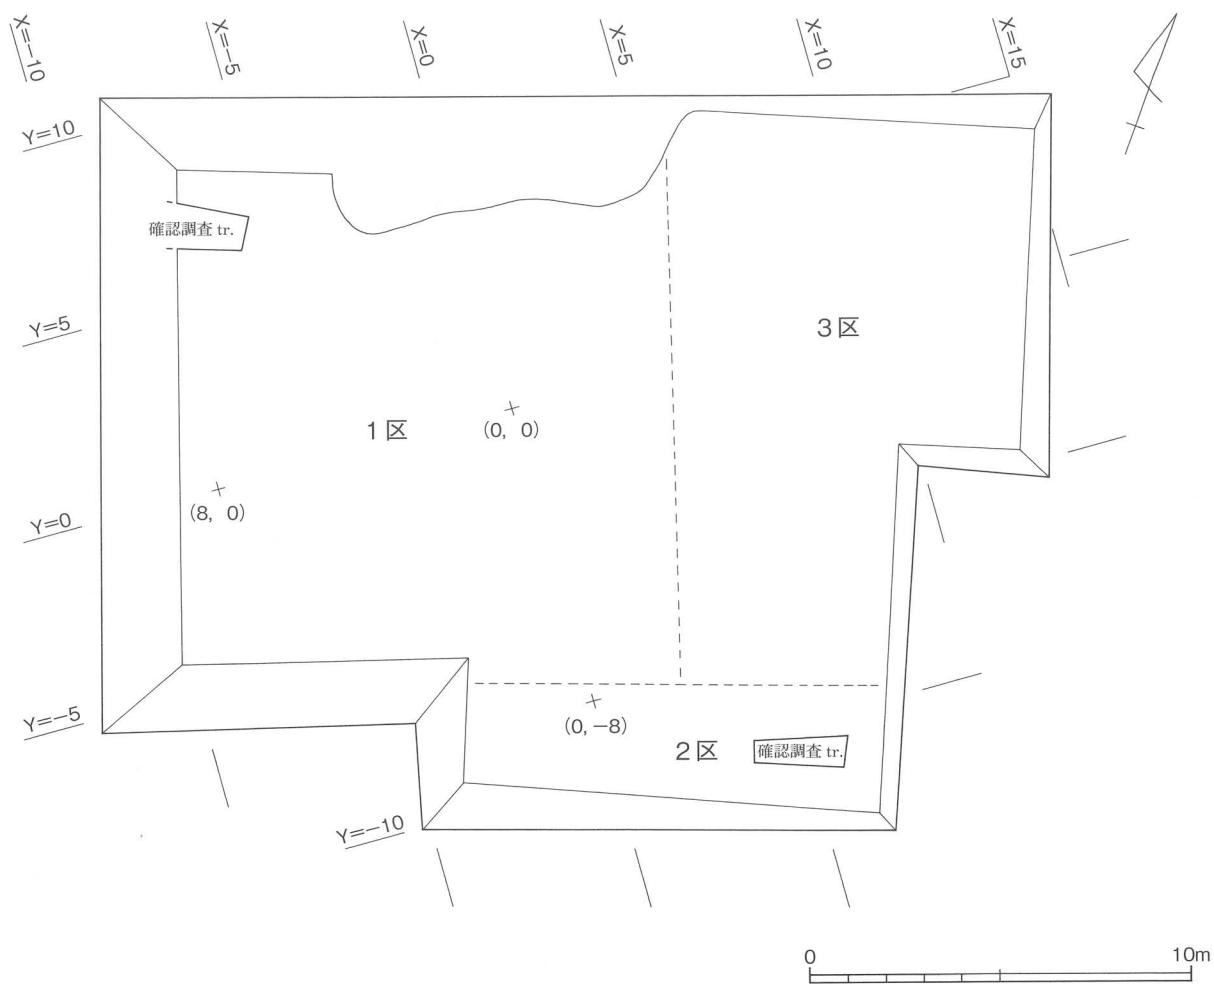 X=-10
X=-5
X=0
X=5
X=10
X=15
Y=10
確認調査 tr.
Y=5
3区
1区
(0, 0)
(8, 0)
Y=0
(0, -8)
Y=-5
2区
確認調査 tr.
Y=-10
0
10m